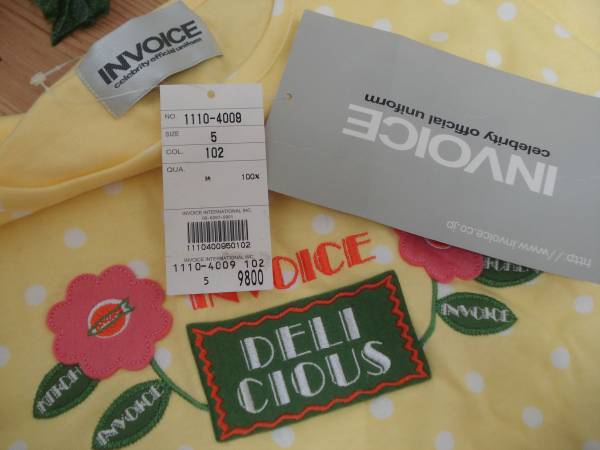 INVOICE
celebrity official uniform
NO. 1110-4009
SIZE 5
COL. 102
QUA.
綿 100%
INVOICE INTERNATIONAL INC.
1110400950102
INVOICE INTERNATIONAL INC.
1110-4009 102
5 9800
INVOICE
celebrity official uniform
http://www.invoice.co.jp
INVOICE
DELI
CIOUS
INVOICE
INVOICE